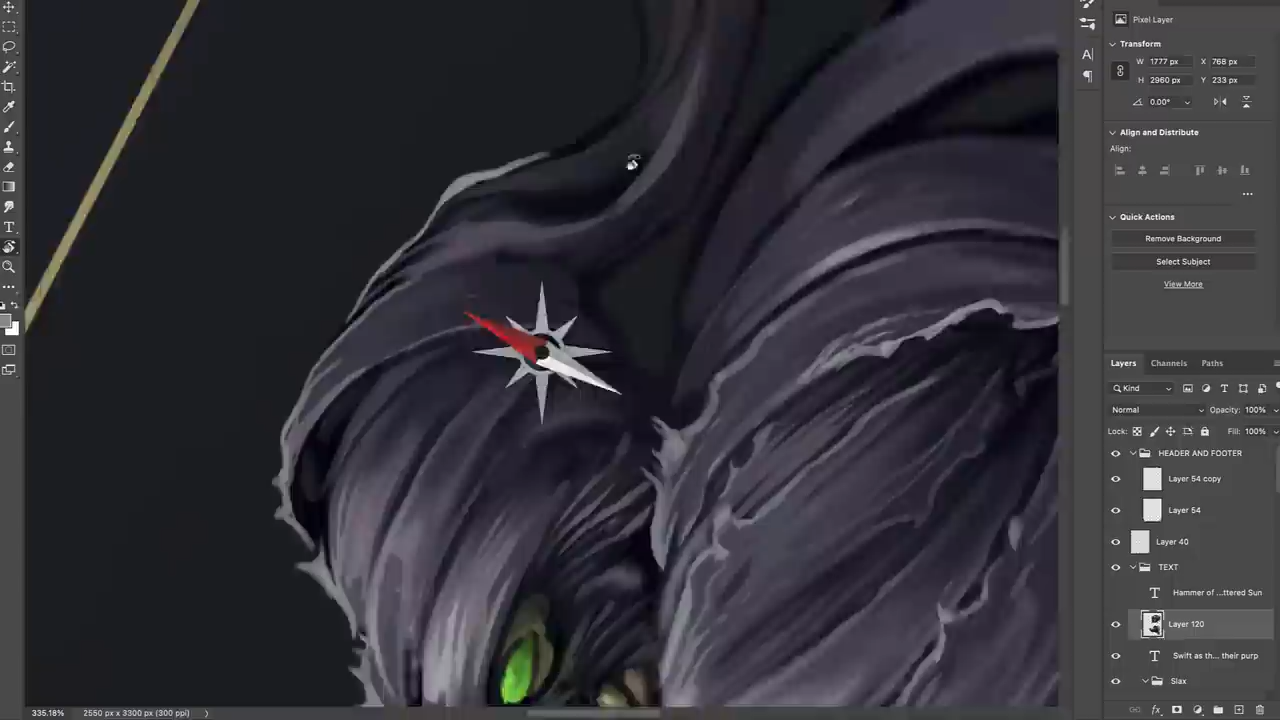 Pixel Layer
Transform
W 1777 px X 768 px
H 2960 px Y 233 px
0.00°
Align and Distribute
Align:
Quick Actions
Remove Background
Select Subject
View More
Layers Channels Paths
Kind
Normal Opacity: 100%
Lock: Fill: 100%
HEADER AND FOOTER
Layer 54 copy
Layer 54
Layer 40
TEXT
Hammer of ...ttered Sun
Layer 120
Swift as th... their purp
Slax
335.18% 2550 px x 3300 px (300 ppi)